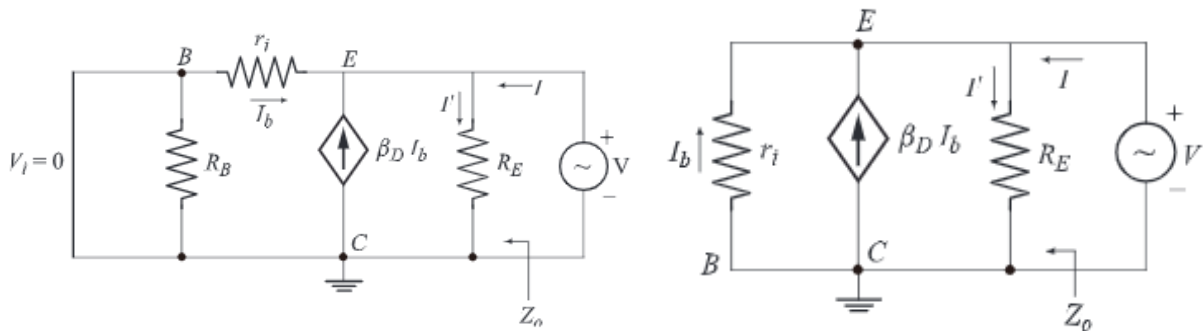 B
r_i
E
I_b
I'
I
V_i = 0
R_B
β_D I_b
R_E
+
V
−
C
Z_o
E
I_b
r_i
β_D I_b
I'
I
R_E
+
V
−
B
C
Z_o